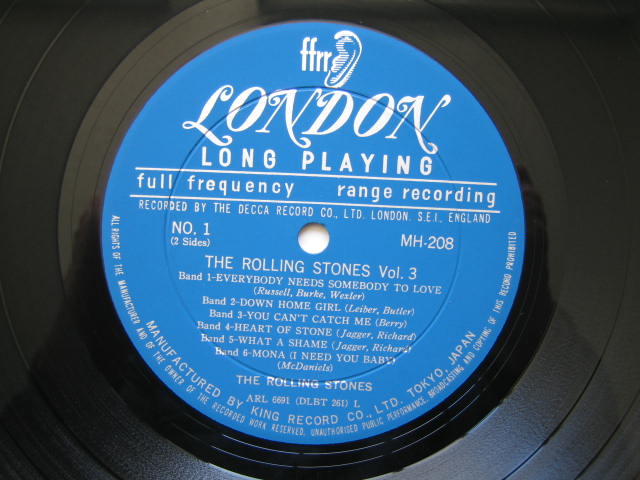 ffrr
LONDON
LONG PLAYING
full frequency range recording
RECORDED BY THE DECCA RECORD CO., LTD. LONDON. S.E.I., ENGLAND
NO. 1
(2 Sides)
MH-208
THE ROLLING STONES Vol. 3
Band 1-EVERYBODY NEEDS SOMEBODY TO LOVE
(Russell, Burke, Wexler)
Band 2-DOWN HOME GIRL (Leiber, Butler)
Band 3-YOU CAN'T CATCH ME (Berry)
Band 4-HEART OF STONE (Jagger, Richard)
Band 5-WHAT A SHAME (Jagger, Richard)
Band 6-MONA (I NEED YOU BABY)
(McDaniels)
THE ROLLING STONES
ARL 6691 (DLBT 261) L
MANUFACTURED BY KING RECORD CO., LTD. TOKYO, JAPAN
ALL RIGHTS OF THE MANUFACTURER AND OF THE OWNER OF THE RECORDED WORK RESERVED. UNAUTHORISED PUBLIC PERFORMANCE, BROADCASTING AND COPYING OF THIS RECORD PROHIBITED